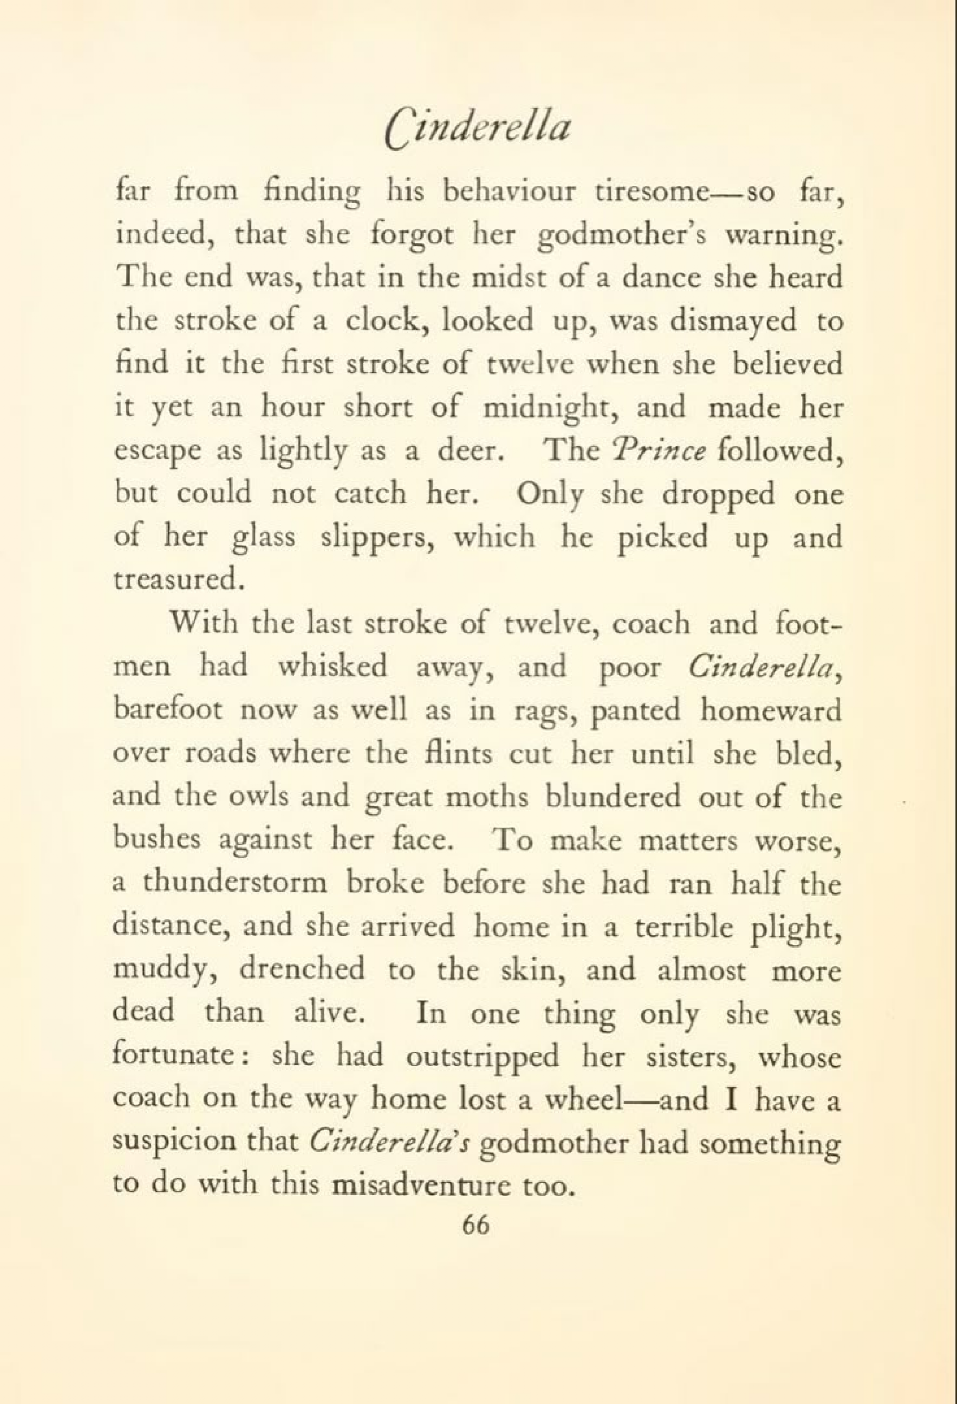 Cinderella
far from finding his behaviour tiresome—so far,
indeed, that she forgot her godmother's warning.
The end was, that in the midst of a dance she heard
the stroke of a clock, looked up, was dismayed to
find it the first stroke of twelve when she believed
it yet an hour short of midnight, and made her
escape as lightly as a deer. The Prince followed,
but could not catch her. Only she dropped one
of her glass slippers, which he picked up and
treasured.
With the last stroke of twelve, coach and foot-
men had whisked away, and poor Cinderella,
barefoot now as well as in rags, panted homeward
over roads where the flints cut her until she bled,
and the owls and great moths blundered out of the
bushes against her face. To make matters worse,
a thunderstorm broke before she had ran half the
distance, and she arrived home in a terrible plight,
muddy, drenched to the skin, and almost more
dead than alive. In one thing only she was
fortunate: she had outstripped her sisters, whose
coach on the way home lost a wheel—and I have a
suspicion that Cinderella's godmother had something
to do with this misadventure too.
66